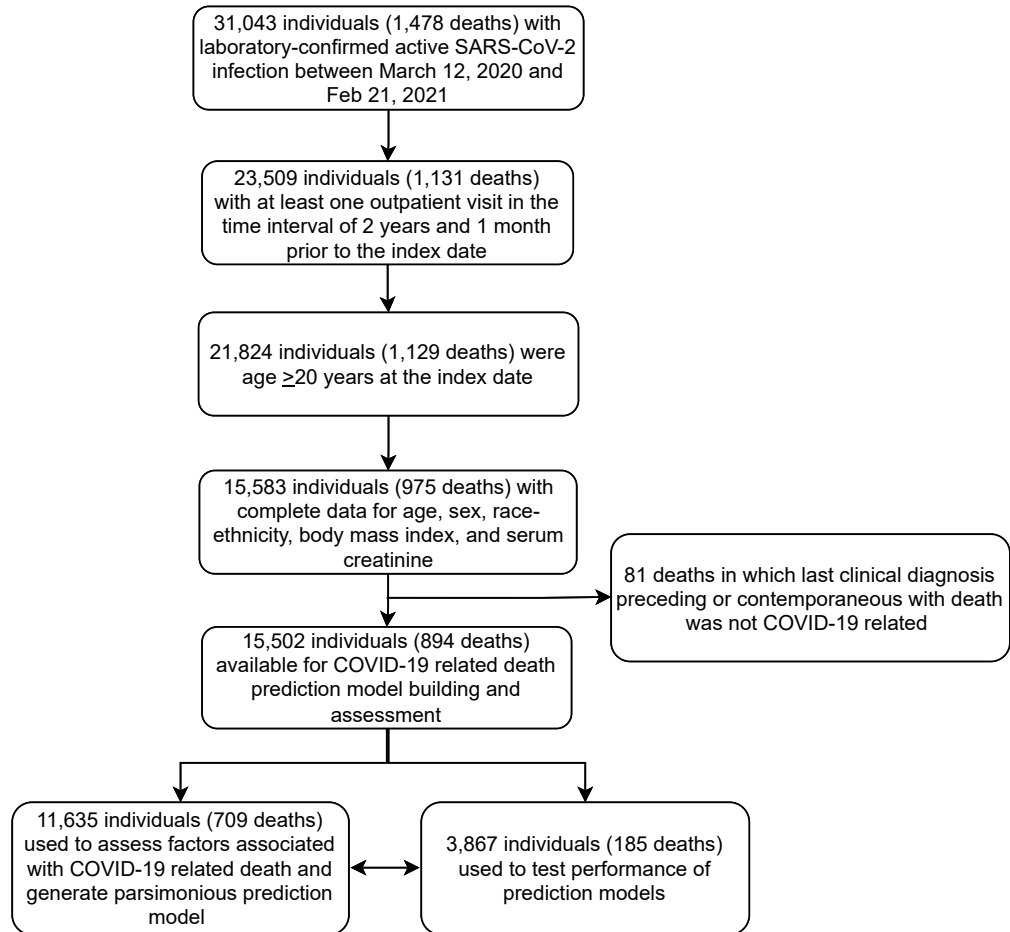 31,043 individuals (1,478 deaths) with
laboratory-confirmed active SARS-CoV-2
infection between March 12, 2020 and
Feb 21, 2021
23,509 individuals (1,131 deaths)
with at least one outpatient visit in the
time interval of 2 years and 1 month
prior to the index date
21,824 individuals (1,129 deaths) were
age ≥20 years at the index date
15,583 individuals (975 deaths) with
complete data for age, sex, race-
ethnicity, body mass index, and serum
creatinine
81 deaths in which last clinical diagnosis
preceding or contemporaneous with death
was not COVID-19 related
15,502 individuals (894 deaths)
available for COVID-19 related death
prediction model building and
assessment
11,635 individuals (709 deaths)
used to assess factors associated
with COVID-19 related death and
generate parsimonious prediction
model
3,867 individuals (185 deaths)
used to test performance of
prediction models